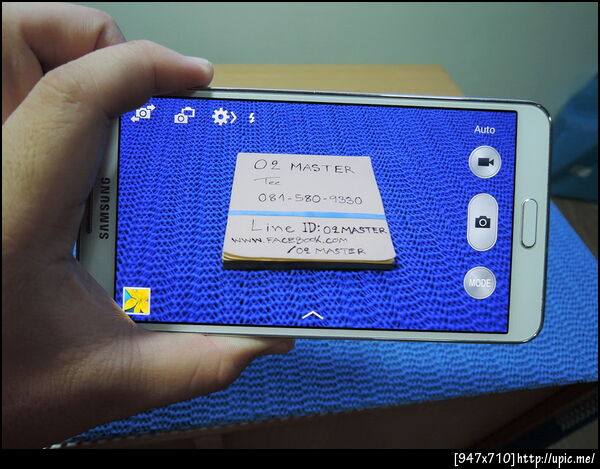 Auto
SAMSUNG
O2 MASTER
Tec
081-580-9330
Line ID: O2MASTER
WWW.FACEBOOK.COM
/O2 MASTER
MODE
[947x710]http://upic.me/